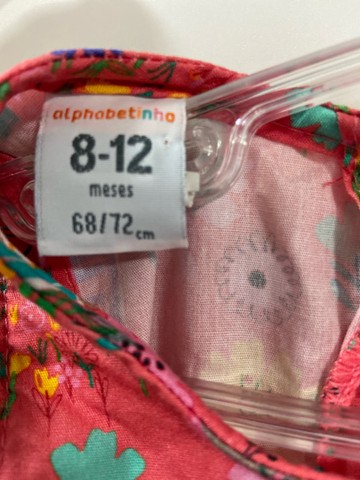 alphabetinho
8-12
meses
68/72cm